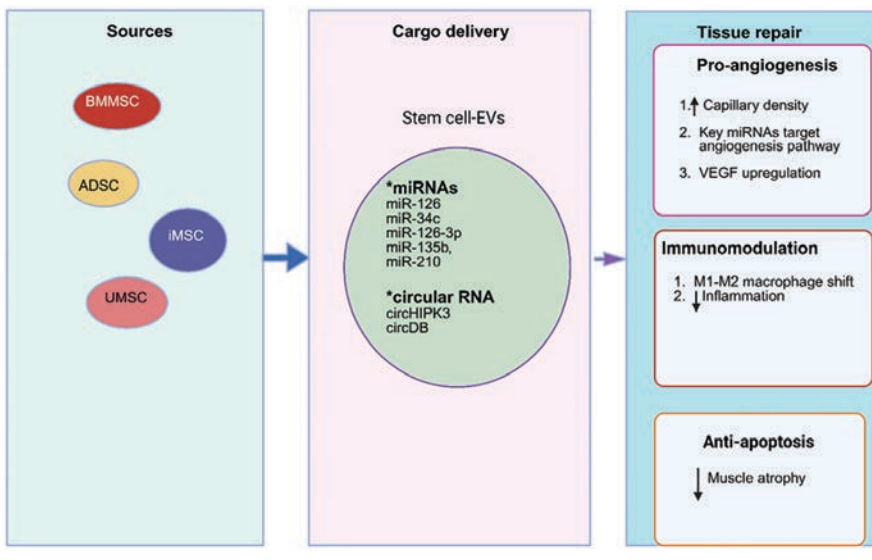 Sources
BMMSC
ADSC
iMSC
UMSC
Cargo delivery
Stem cell-EVs
*miRNAs
miR-126
miR-34c
miR-126-3p
miR-135b,
miR-210
*circular RNA
circHIPK3
circDB
Tissue repair
Pro-angiogenesis
1. Capillary density
2. Key miRNAs target
angiogenesis pathway
3. VEGF upregulation
Immunomodulation
1. M1-M2 macrophage shift
2. Inflammation
Anti-apoptosis
Muscle atrophy